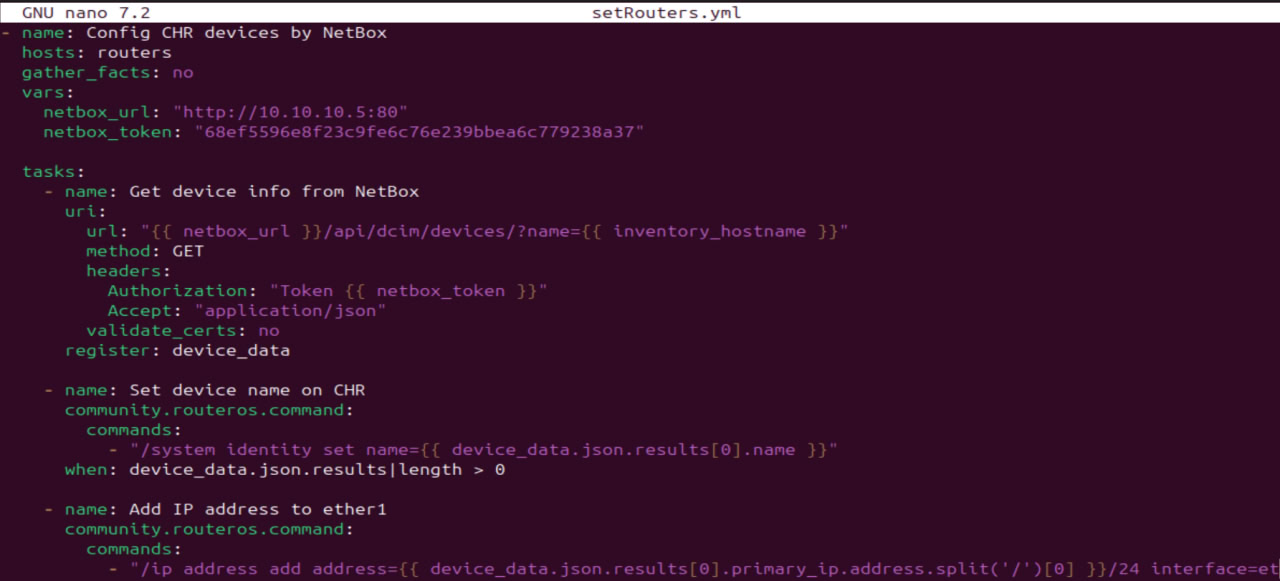 GNU nano 7.2 setRouters.yml
- name: Config CHR devices by NetBox
  hosts: routers
  gather_facts: no
  vars:
    netbox_url: "http://10.10.10.5:80"
    netbox_token: "68ef5596e8f23c9fe6c76e239bbea6c779238a37"
  tasks:
    - name: Get device info from NetBox
      uri:
        url: "{{ netbox_url }}/api/dcim/devices/?name={{ inventory_hostname }}"
        method: GET
        headers:
          Authorization: "Token {{ netbox_token }}"
          Accept: "application/json"
        validate_certs: no
      register: device_data
    - name: Set device name on CHR
      community.routeros.command:
        commands:
          - "/system identity set name={{ device_data.json.results[0].name }}"
      when: device_data.json.results|length > 0
    - name: Add IP address to ether1
      community.routeros.command:
        commands:
          - "/ip address add address={{ device_data.json.results[0].primary_ip.address.split('/')[0] }}/24 interface=et